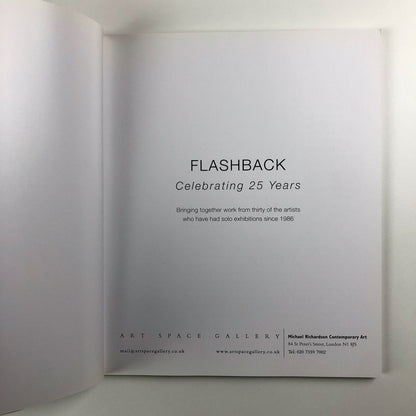 FLASHBACK
Celebrating 25 Years
Bringing together work from thirty of the artists
who have had solo exhibitions since 1986
ART SPACE GALLERY
mail@artspacegallery.co.uk www.artspacegallery.co.uk
Michael Richardson Contemporary Art
84 St Peter's Street, London N1 8JS
Tel: 020 7359 7002